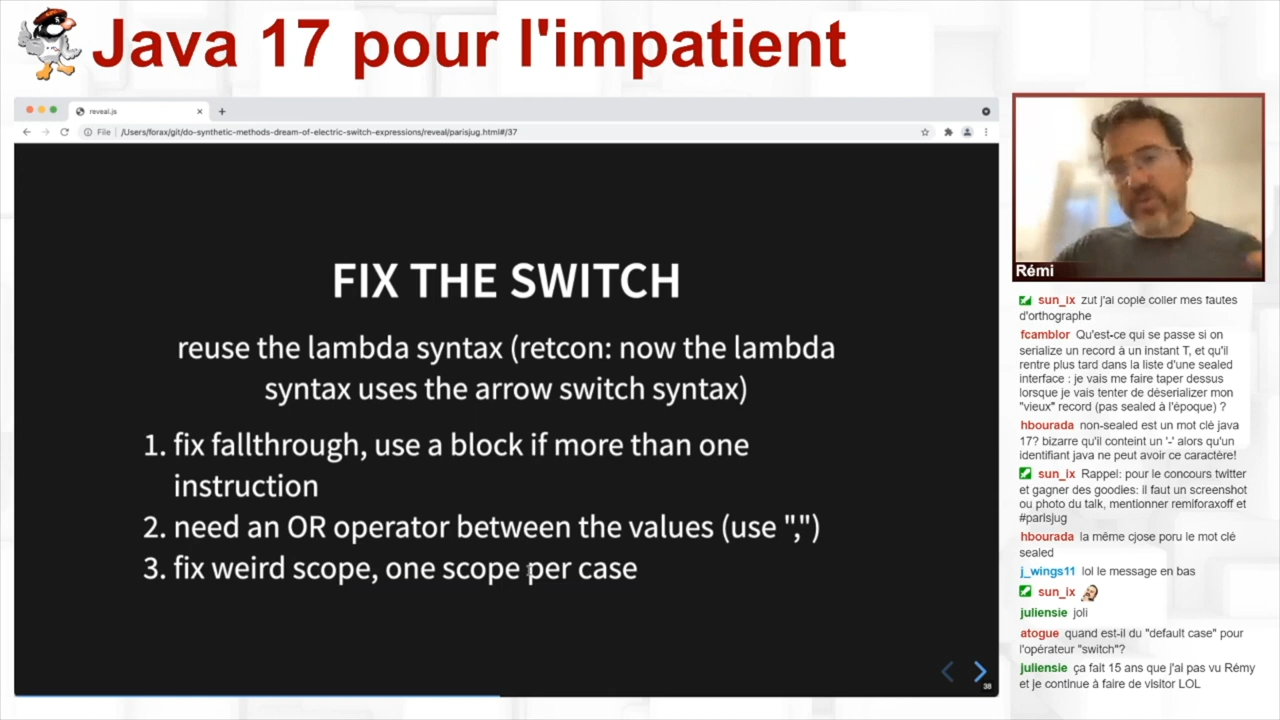 Java 17 pour l'impatient
reveal.js
File
/Users/forax/git/do-synthetic-methods-dream-of-electric-switch-expressions/reveal/parisjug.html#/37
FIX THE SWITCH
reuse the lambda syntax (retcon: now the lambda
syntax uses the arrow switch syntax)
1. fix fallthrough, use a block if more than one
instruction
2. need an OR operator between the values (use ",")
3. fix weird scope, one scope per case
38
Rémi
sun_ix zut j'ai copié coller mes fautes
d'orthographe
fcamblor Qu'est-ce qui se passe si on
serialize un record à un instant T, et qu'il
rentre plus tard dans la liste d'une sealed
interface : je vais me faire taper dessus
lorsque je vais tenter de déserializer mon
"vieux" record (pas sealed à l'époque) ?
hbourada non-sealed est un mot clé java
17? bizarre qu'il conteint un '-' alors qu'un
identifiant java ne peut avoir ce caractère!
sun_ix Rappel: pour le concours twitter
et gagner des goodies: il faut un screenshot
ou photo du talk, mentionner remiforaxoff et
#parisjug
hbourada la même cjose poru le mot clé
sealed
j_wings11 lol le message en bas
sun_ix
juliensie joli
atogue quand est-il du "default case" pour
l'opérateur "switch"?
juliensie ça fait 15 ans que j'ai pas vu Rémy
et je continue à faire de visitor LOL